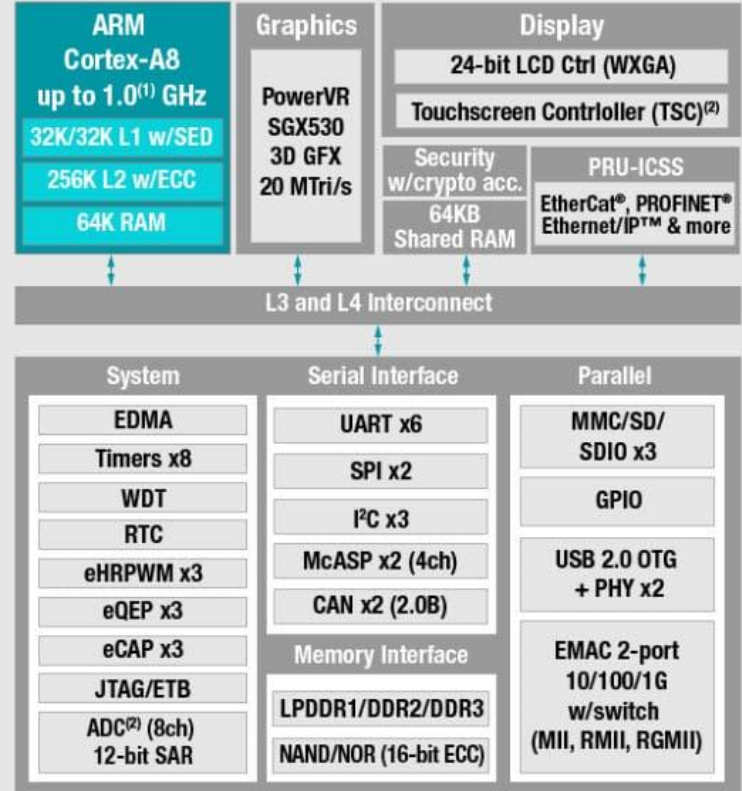 ARM
Cortex-A8
up to 1.0⁽¹⁾ GHz
32K/32K L1 w/SED
256K L2 w/ECC
64K RAM
Graphics
PowerVR
SGX530
3D GFX
20 MTri/s
Display
24-bit LCD Ctrl (WXGA)
Touchscreen Contrloller (TSC)⁽²⁾
Security
w/crypto acc.
64KB
Shared RAM
PRU-ICSS
EtherCat®, PROFINET®
Ethernet/IP™ & more
L3 and L4 Interconnect
System
EDMA
Timers x8
WDT
RTC
eHRPWM x3
eQEP x3
eCAP x3
JTAG/ETB
ADC⁽²⁾ (8ch)
12-bit SAR
Serial Interface
UART x6
SPI x2
I²C x3
McASP x2 (4ch)
CAN x2 (2.0B)
Memory Interface
LPDDR1/DDR2/DDR3
NAND/NOR (16-bit ECC)
Parallel
MMC/SD/
SDIO x3
GPIO
USB 2.0 OTG
+ PHY x2
EMAC 2-port
10/100/1G
w/switch
(MII, RMII, RGMII)